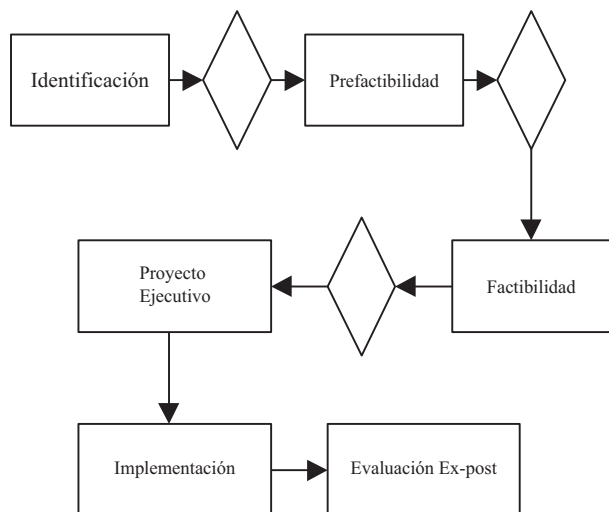 Identificación
Prefactibilidad
Factibilidad
Proyecto
Ejecutivo
Implementación
Evaluación Ex-post